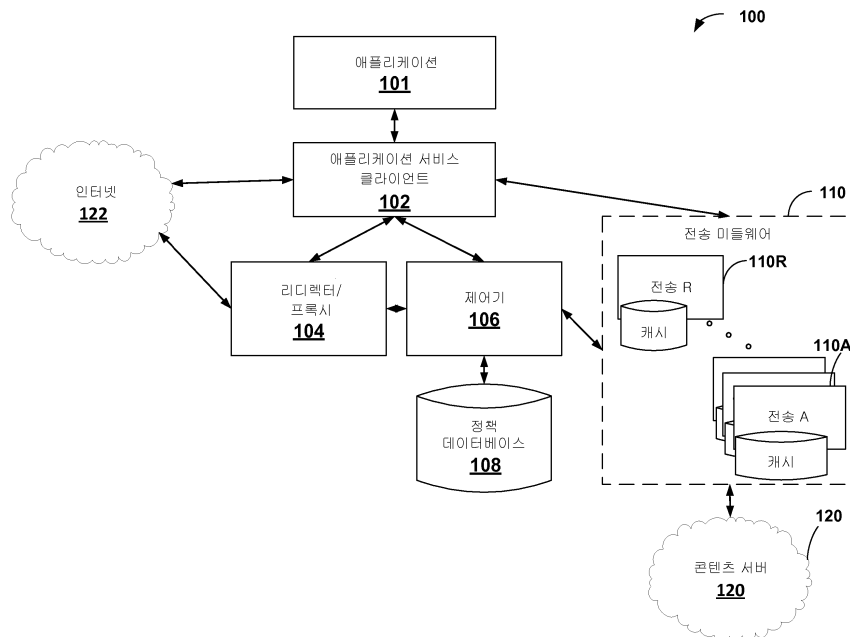 100
애플리케이션
101
애플리케이션 서비스
클라이언트
102
인터넷
122
110
전송 미들웨어
110R
전송 R
캐시
리디렉터/
프록시
104
제어기
106
110A
전송 A
캐시
정책
데이터베이스
108
120
콘텐츠 서버
120